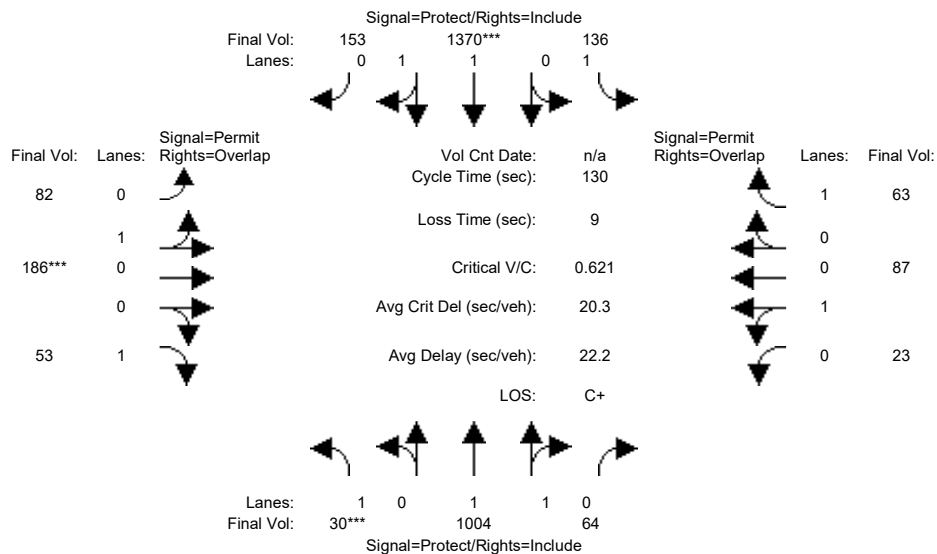 Signal=Protect/Rights=Include
Final Vol: 153 1370*** 136
Lanes: 0 1 1 0 1
Signal=Permit
Final Vol: Lanes: Rights=Overlap
Vol Cnt Date: n/a
Signal=Permit
Rights=Overlap Lanes: Final Vol:
Cycle Time (sec): 130
82 0
1 63
Loss Time (sec): 9
1
0
186*** 0
Critical V/C: 0.621
0 87
0
Avg Crit Del (sec/veh): 20.3
1
53 1
Avg Delay (sec/veh): 22.2
0 23
LOS: C+
Lanes: 1 0 1 1 0
Final Vol: 30*** 1004 64
Signal=Protect/Rights=Include